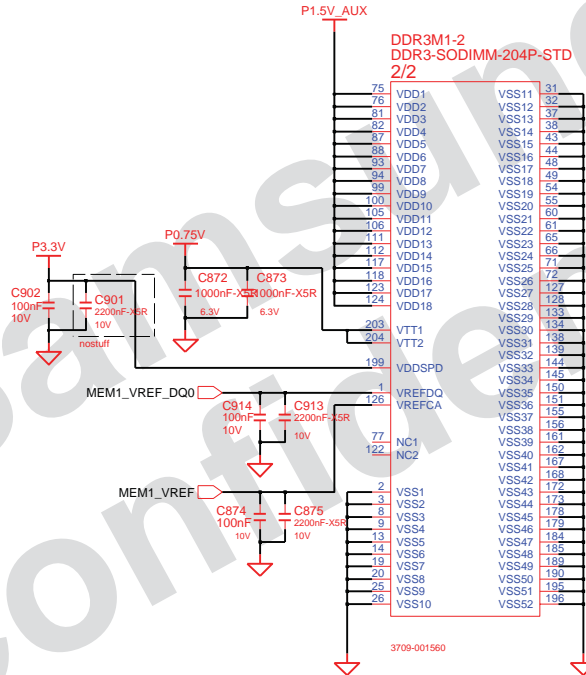 P1.5V_AUX
DDR3M1-2
DDR3-SODIMM-204P-STD
2/2
75 VDD1 VSS11 31
76 VDD2 VSS12 32
81 VDD3 VSS13 37
82 VDD4 VSS14 38
87 VDD5 VSS15 43
88 VDD6 VSS16 44
93 VDD7 VSS17 48
94 VDD8 VSS18 49
99 VDD9 VSS19 54
100 VDD10 VSS20 55
105 VDD11 VSS21 60
106 VDD12 VSS22 61
111 VDD13 VSS23 65
112 VDD14 VSS24 66
117 VDD15 VSS25 71
118 VDD16 VSS26 72
123 VDD17 VSS27 127
124 VDD18 VSS28 128
VSS29 133
203 VTT1 VSS30 134
204 VTT2 VSS31 138
VSS32 139
199 VDDSPD VSS33 144
VSS34 145
1 VREFDQ VSS35 150
126 VREFCA VSS36 151
VSS37 155
VSS38 156
77 NC1 VSS39 161
122 NC2 VSS40 162
VSS41 167
VSS42 168
2 VSS1 VSS43 172
3 VSS2 VSS44 173
8 VSS3 VSS45 178
9 VSS4 VSS46 179
13 VSS5 VSS47 184
14 VSS6 VSS48 185
19 VSS7 VSS49 189
20 VSS8 VSS50 190
25 VSS9 VSS51 195
26 VSS10 VSS52 196
3709-001560
P3.3V
C902
100nF
10V
C901
2200nF-X5R
10V
nostuff
P0.75V
C872
1000nF-X5R
6.3V
C873
1000nF-X5R
6.3V
MEM1_VREF_DQ0
C914
100nF
10V
C913
2200nF-X5R
10V
MEM1_VREF
C874
100nF
10V
C875
2200nF-X5R
10V
Samsung
Confidential